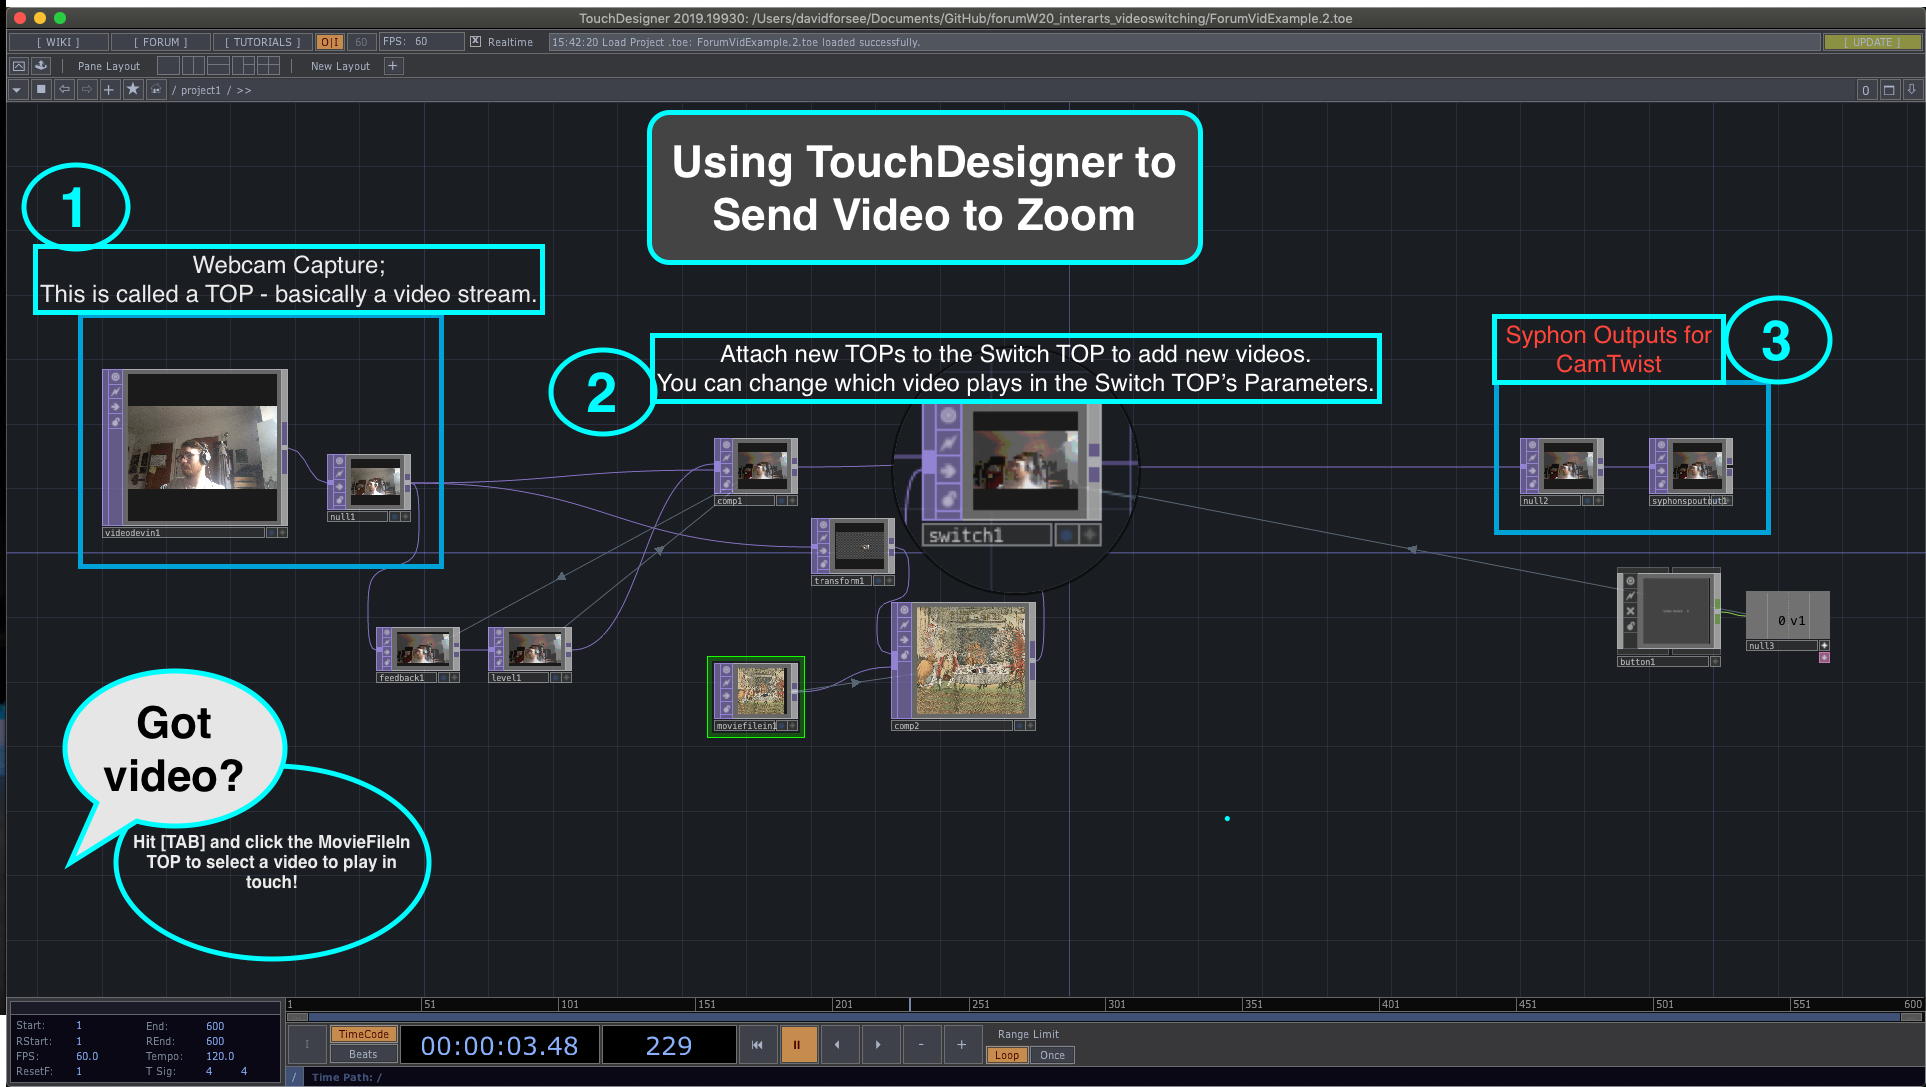 TouchDesigner 2019.19930: /Users/davidforsee/Documents/GitHub/forumW20_interarts_videoswitching/ForumVidExample.2.toe
[ WIKI ] [ FORUM ] [ TUTORIALS ] O|I 60 FPS: 60 Realtime 15:42:20 Load Project .toe: ForumVidExample.2.toe loaded successfully. [ UPDATE ]
Pane Layout New Layout +
/ project1 / >> 0
Using TouchDesigner to
Send Video to Zoom
1
Webcam Capture;
This is called a TOP - basically a video stream.
2
Attach new TOPs to the Switch TOP to add new videos.
You can change which video plays in the Switch TOP's Parameters.
Syphon Outputs for
CamTwist
3
videodevin1
null1
comp1
switch1
null2
syphonspoutout1
transform1
feedback1
level1
moviefilein1
comp2
button1
0 v1
null3
Got
video?
Hit [TAB] and click the MovieFileIn
TOP to select a video to play in
touch!
1 51 101 151 201 251 301 351 401 451 501 551 600
Start: 1 End: 600
RStart: 1 REnd: 600
FPS: 60.0 Tempo: 120.0
ResetF: 1 T Sig: 4 4
TimeCode
Beats
00:00:03.48
229
- +
Range Limit
Loop Once
/ Time Path: /